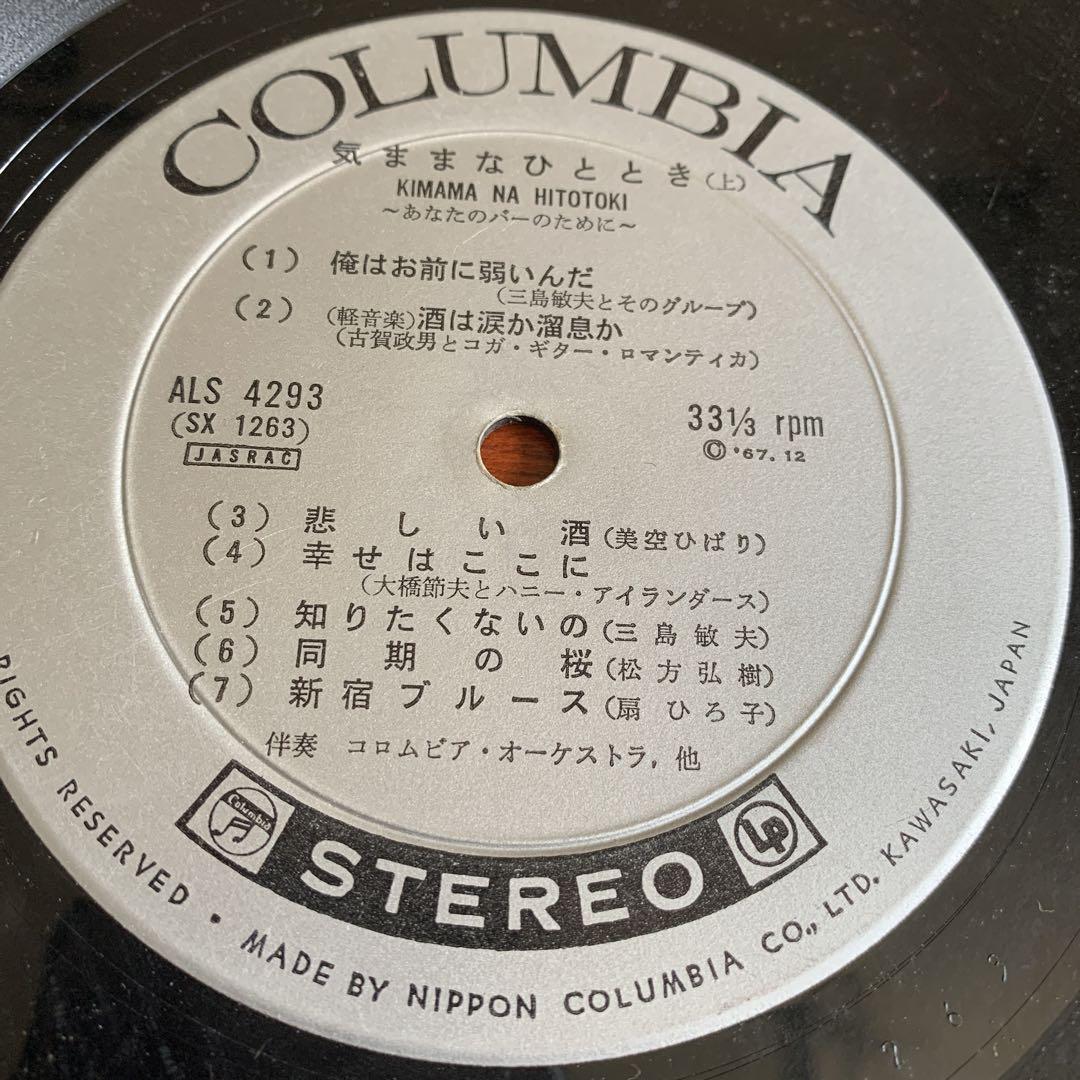 COLUMBIA
気ままなひととき(上)
KIMAMA NA HITOTOKI
～あなたのバーのために～
(1) 俺はお前に弱いんだ
(三島敏夫とそのグループ)
(2) (軽音楽)酒は涙か溜息か
(古賀政男とコガ・ギター・ロマンティカ)
ALS 4293
(SX 1263)
JASRAC
33⅓ rpm
© '67.12
(3) 悲しい酒(美空ひばり)
(4) 幸せはここに
(大橋節夫とハニー・アイランダース)
(5) 知りたくないの(三島敏夫)
(6) 同期の桜(松方弘樹)
(7) 新宿ブルース(扇ひろ子)
伴奏 コロムビア・オーケストラ, 他
Columbia
STEREO
LP
RIGHTS RESERVED • MADE BY NIPPON COLUMBIA CO., LTD. KAWASAKI, JAPAN